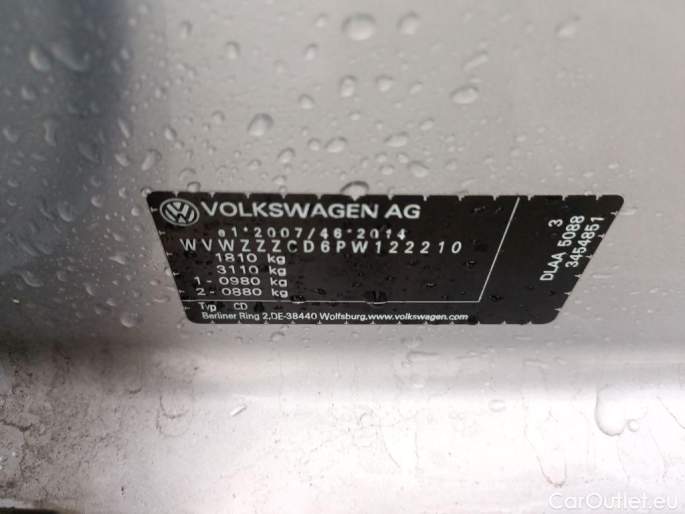 VOLKSWAGEN AG
e1*2007/46*2014
WVWZZZCD6PW122210
1810 kg
3110 kg
1 - 0980 kg
2 - 0880 kg
Typ CD
Berliner Ring 2,DE-38440 Wolfsburg,www.volkswagen.com
3
DLAA 5088
3454851
CarOutlet.eu